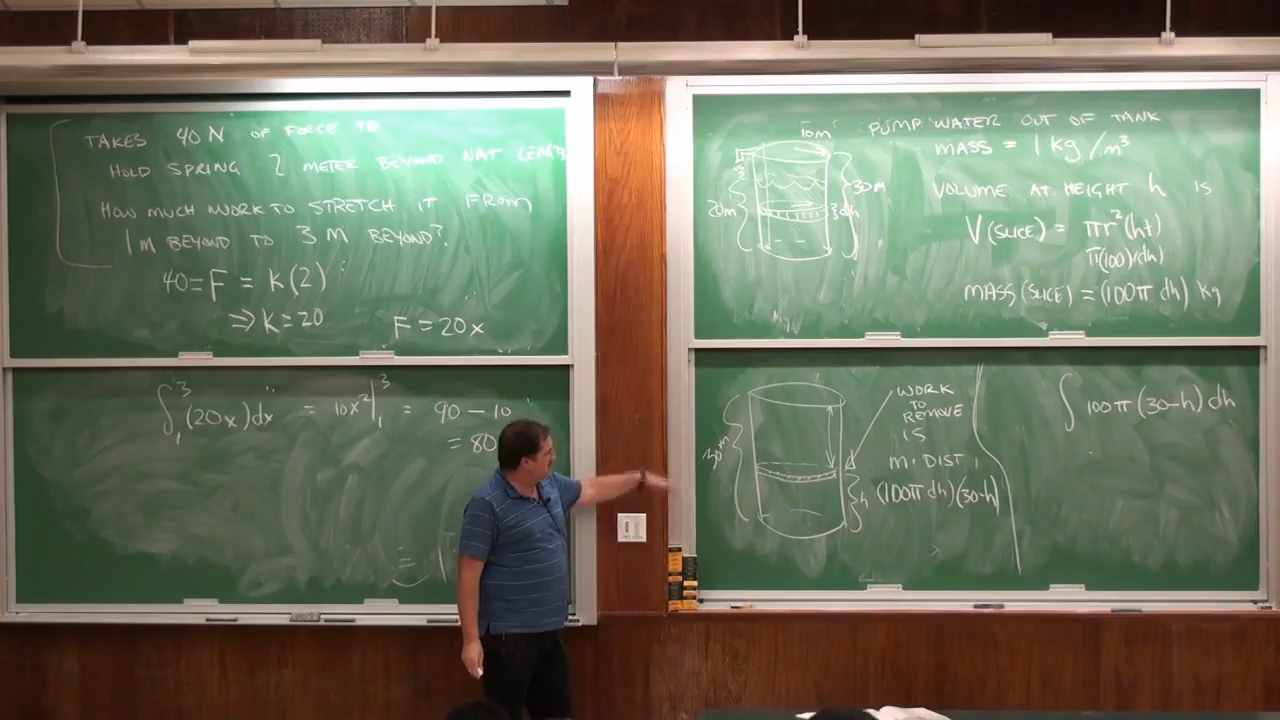 TAKES 40 N OF FORCE TO
HOLD SPRING 2 METER BEYOND NAT LENGTH
HOW MUCH WORK TO STRETCH IT FROM
1 M BEYOND TO 3 M BEYOND?
40 = F = K(2)
⇒ K = 20 F = 20x
∫₁³ (20x) dx = 10x² |₁³ = 90 − 10
= 80
10m
30M
20m
dh
PUMP WATER OUT OF TANK
MASS = 1 kg/m³
VOLUME AT HEIGHT h IS
V(SLICE) = πr²(ht)
π(100)(dh)
MASS(SLICE) = (100π dh) kg
30m
h
WORK
TO
REMOVE
IS
M · DIST
(100π dh)(30-h)
∫ 100π (30-h) dh